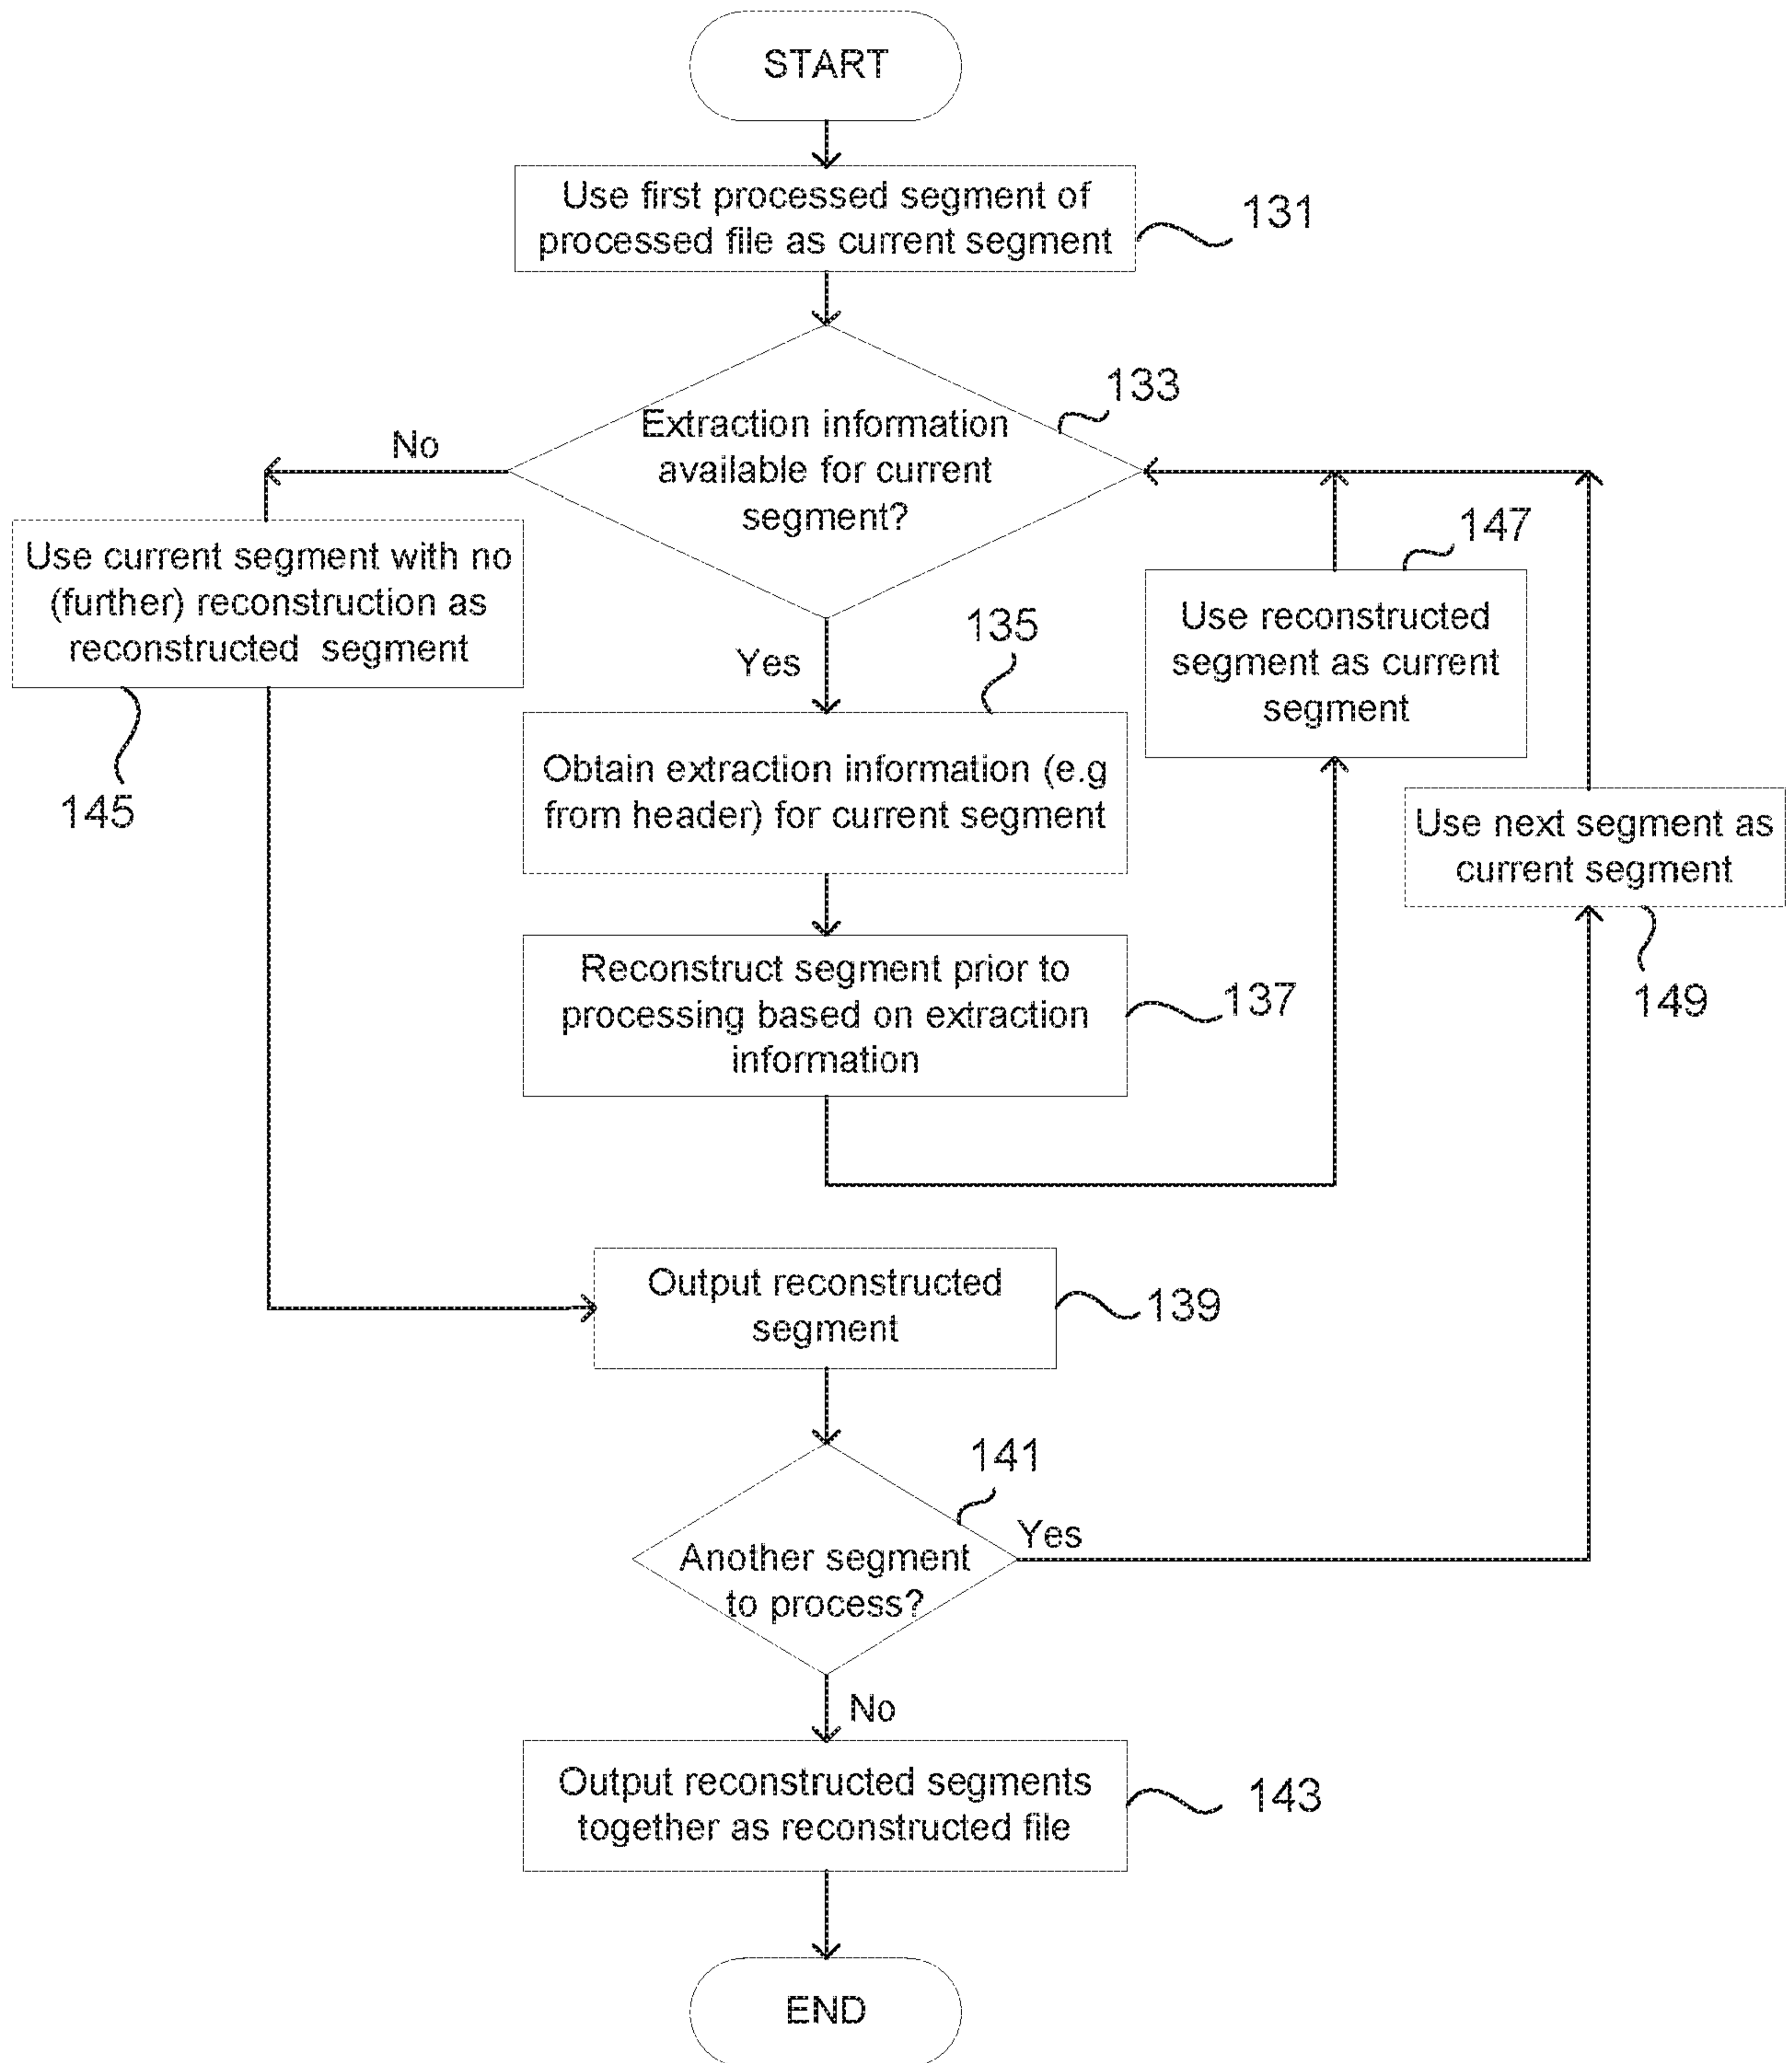 START
Use first processed segment of
processed file as current segment
131
133
Extraction information
available for current
segment?
No
Yes
Use current segment with no
(further) reconstruction as
reconstructed segment
145
135
Obtain extraction information (e.g
from header) for current segment
147
Use reconstructed
segment as current
segment
Use next segment as
current segment
149
Reconstruct segment prior to
processing based on extraction
information
137
Output reconstructed
segment
139
141
Another segment
to process?
Yes
No
Output reconstructed segments
together as reconstructed file
143
END